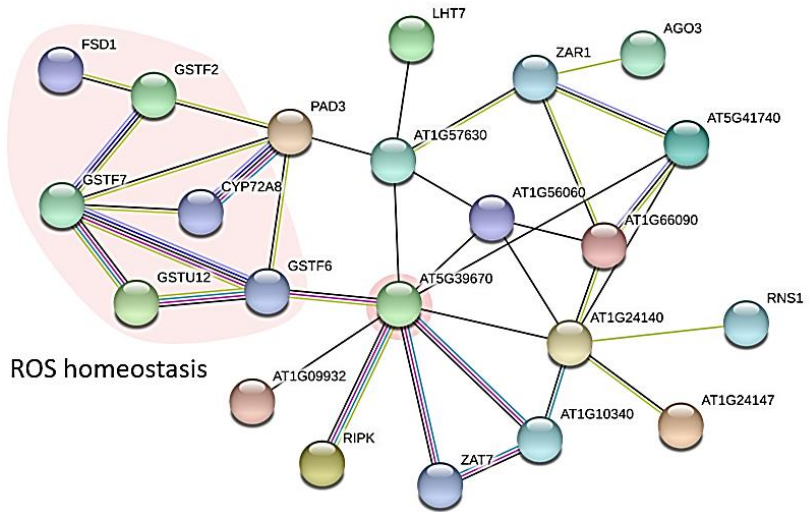 LHT7
FSD1
AGO3
ZAR1
GSTF2
PAD3
AT5G41740
AT1G57630
GSTF7
CYP72A8
AT1G56060
AT1G66090
GSTU12
GSTF6
AT5G39670
RNS1
AT1G24140
ROS homeostasis
AT1G09932
AT1G24147
AT1G10340
RIPK
ZAT7